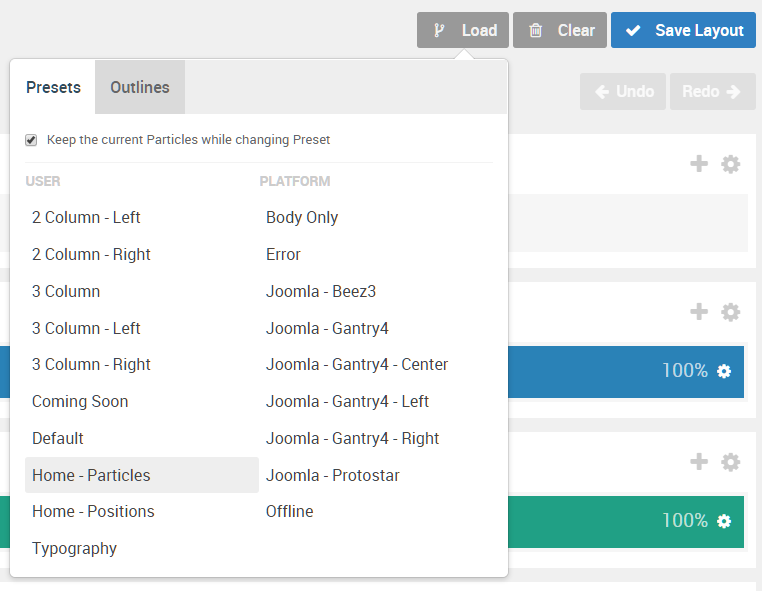 Load
Clear
Save Layout
Presets
Outlines
Undo
Redo
Keep the current Particles while changing Preset
USER
PLATFORM
2 Column - Left
Body Only
2 Column - Right
Error
3 Column
Joomla - Beez3
3 Column - Left
Joomla - Gantry4
3 Column - Right
Joomla - Gantry4 - Center
100%
Coming Soon
Joomla - Gantry4 - Left
Default
Joomla - Gantry4 - Right
Home - Particles
Joomla - Protostar
Home - Positions
Offline
100%
Typography